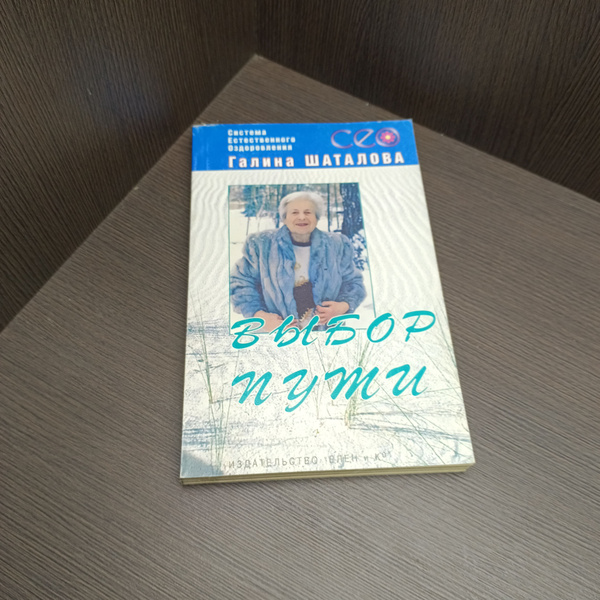 Система
Естественного
Оздоровления
СЕО
Галина ШАТАЛОВА
ВЫБОР
ПУТИ
ИЗДАТЕЛЬСТВО